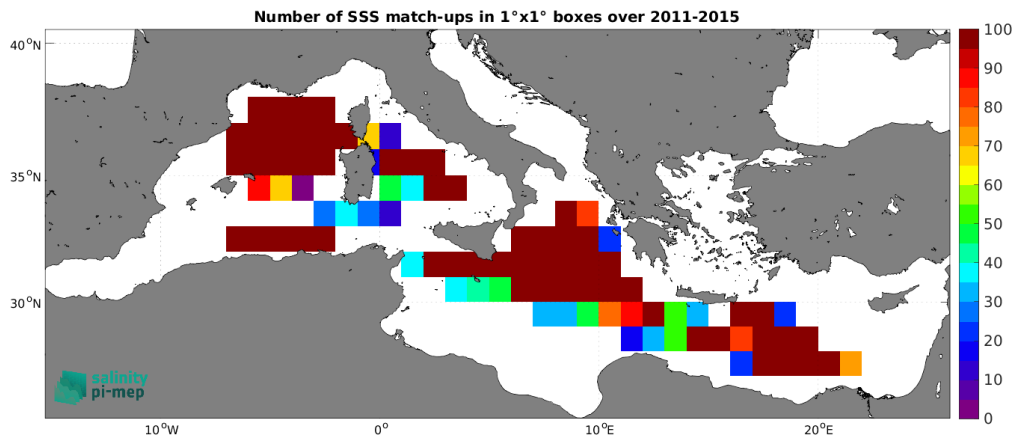 Number of SSS match-ups in 1°x1° boxes over 2011-2015
40°N
35°N
30°N
10°W
0°
10°E
20°E
100
90
80
70
60
50
40
30
20
10
0
salinity
pi-mep